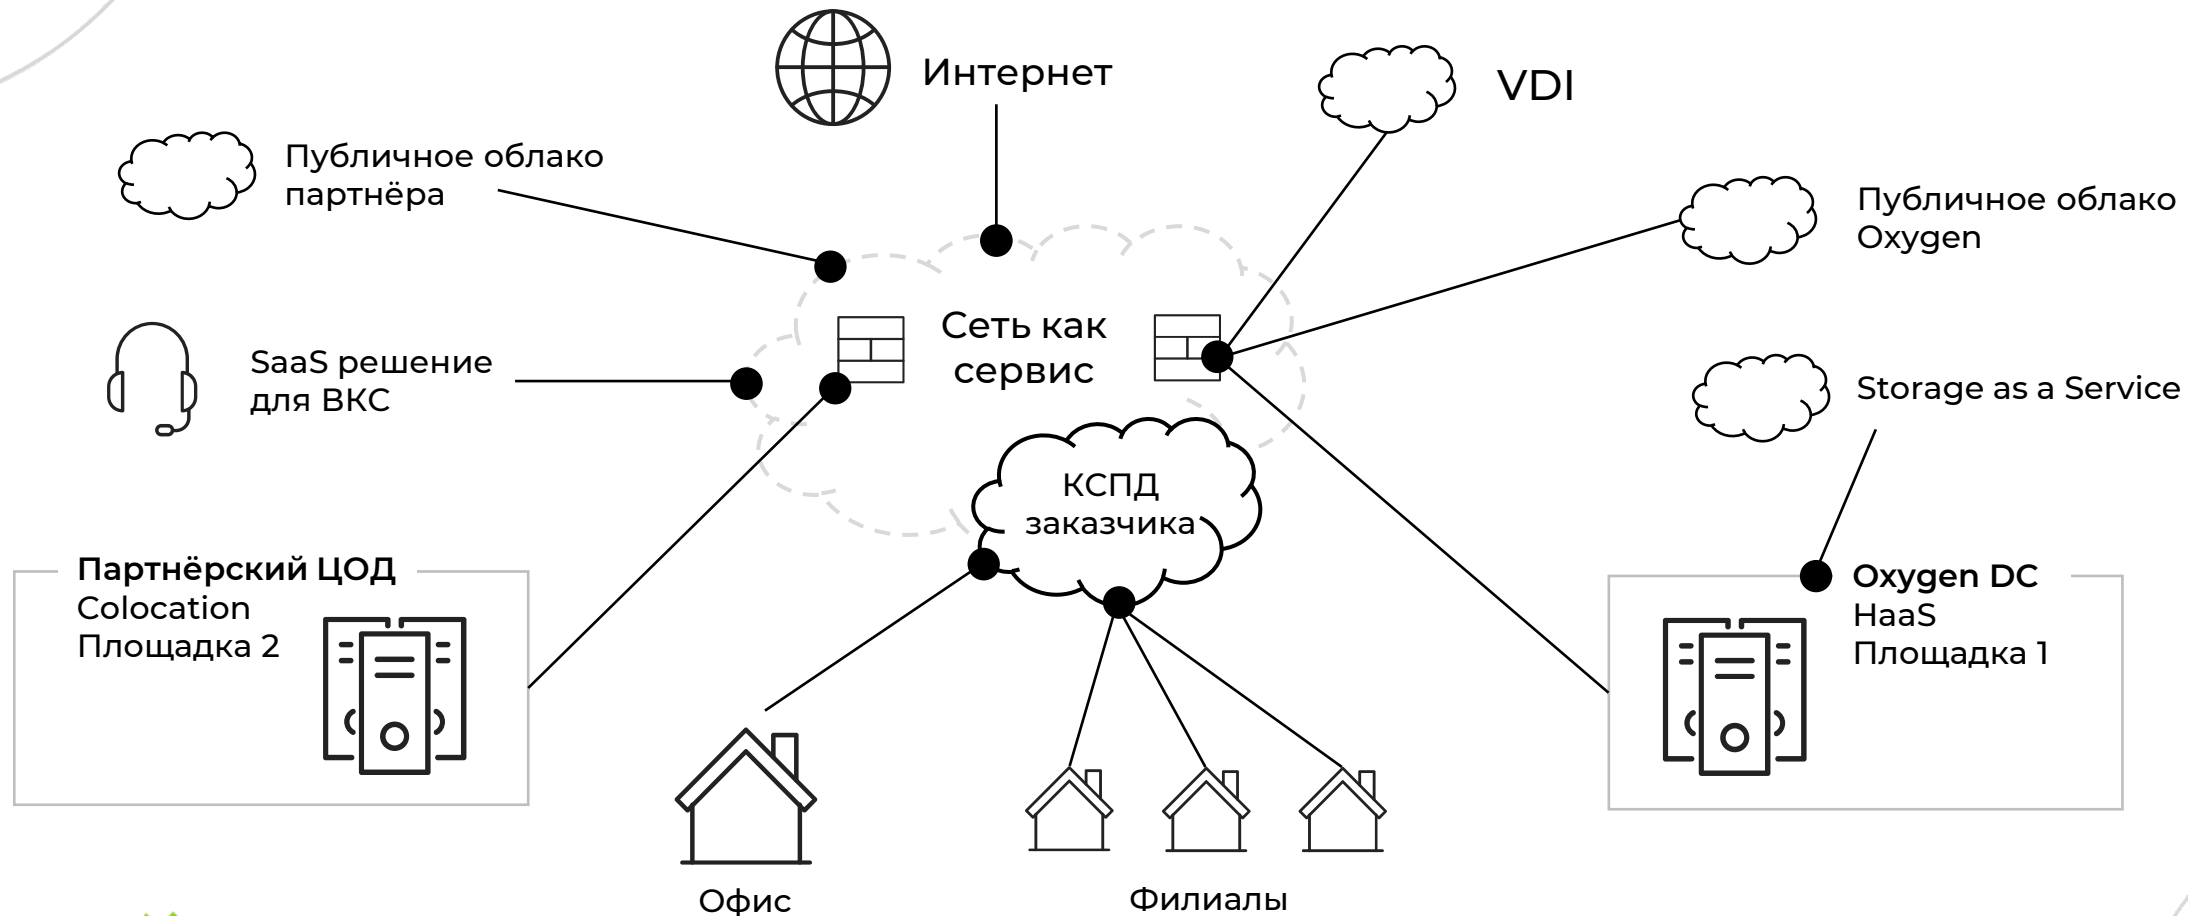 Интернет
VDI
Публичное облако
партнёра
Публичное облако
Oxygen
SaaS решение
для ВКС
Сеть как
сервис
Storage as a Service
КСПД
заказчика
Партнёрский ЦОД
Colocation
Площадка 2
Oxygen DC
HaaS
Площадка 1
Офис
Филиалы